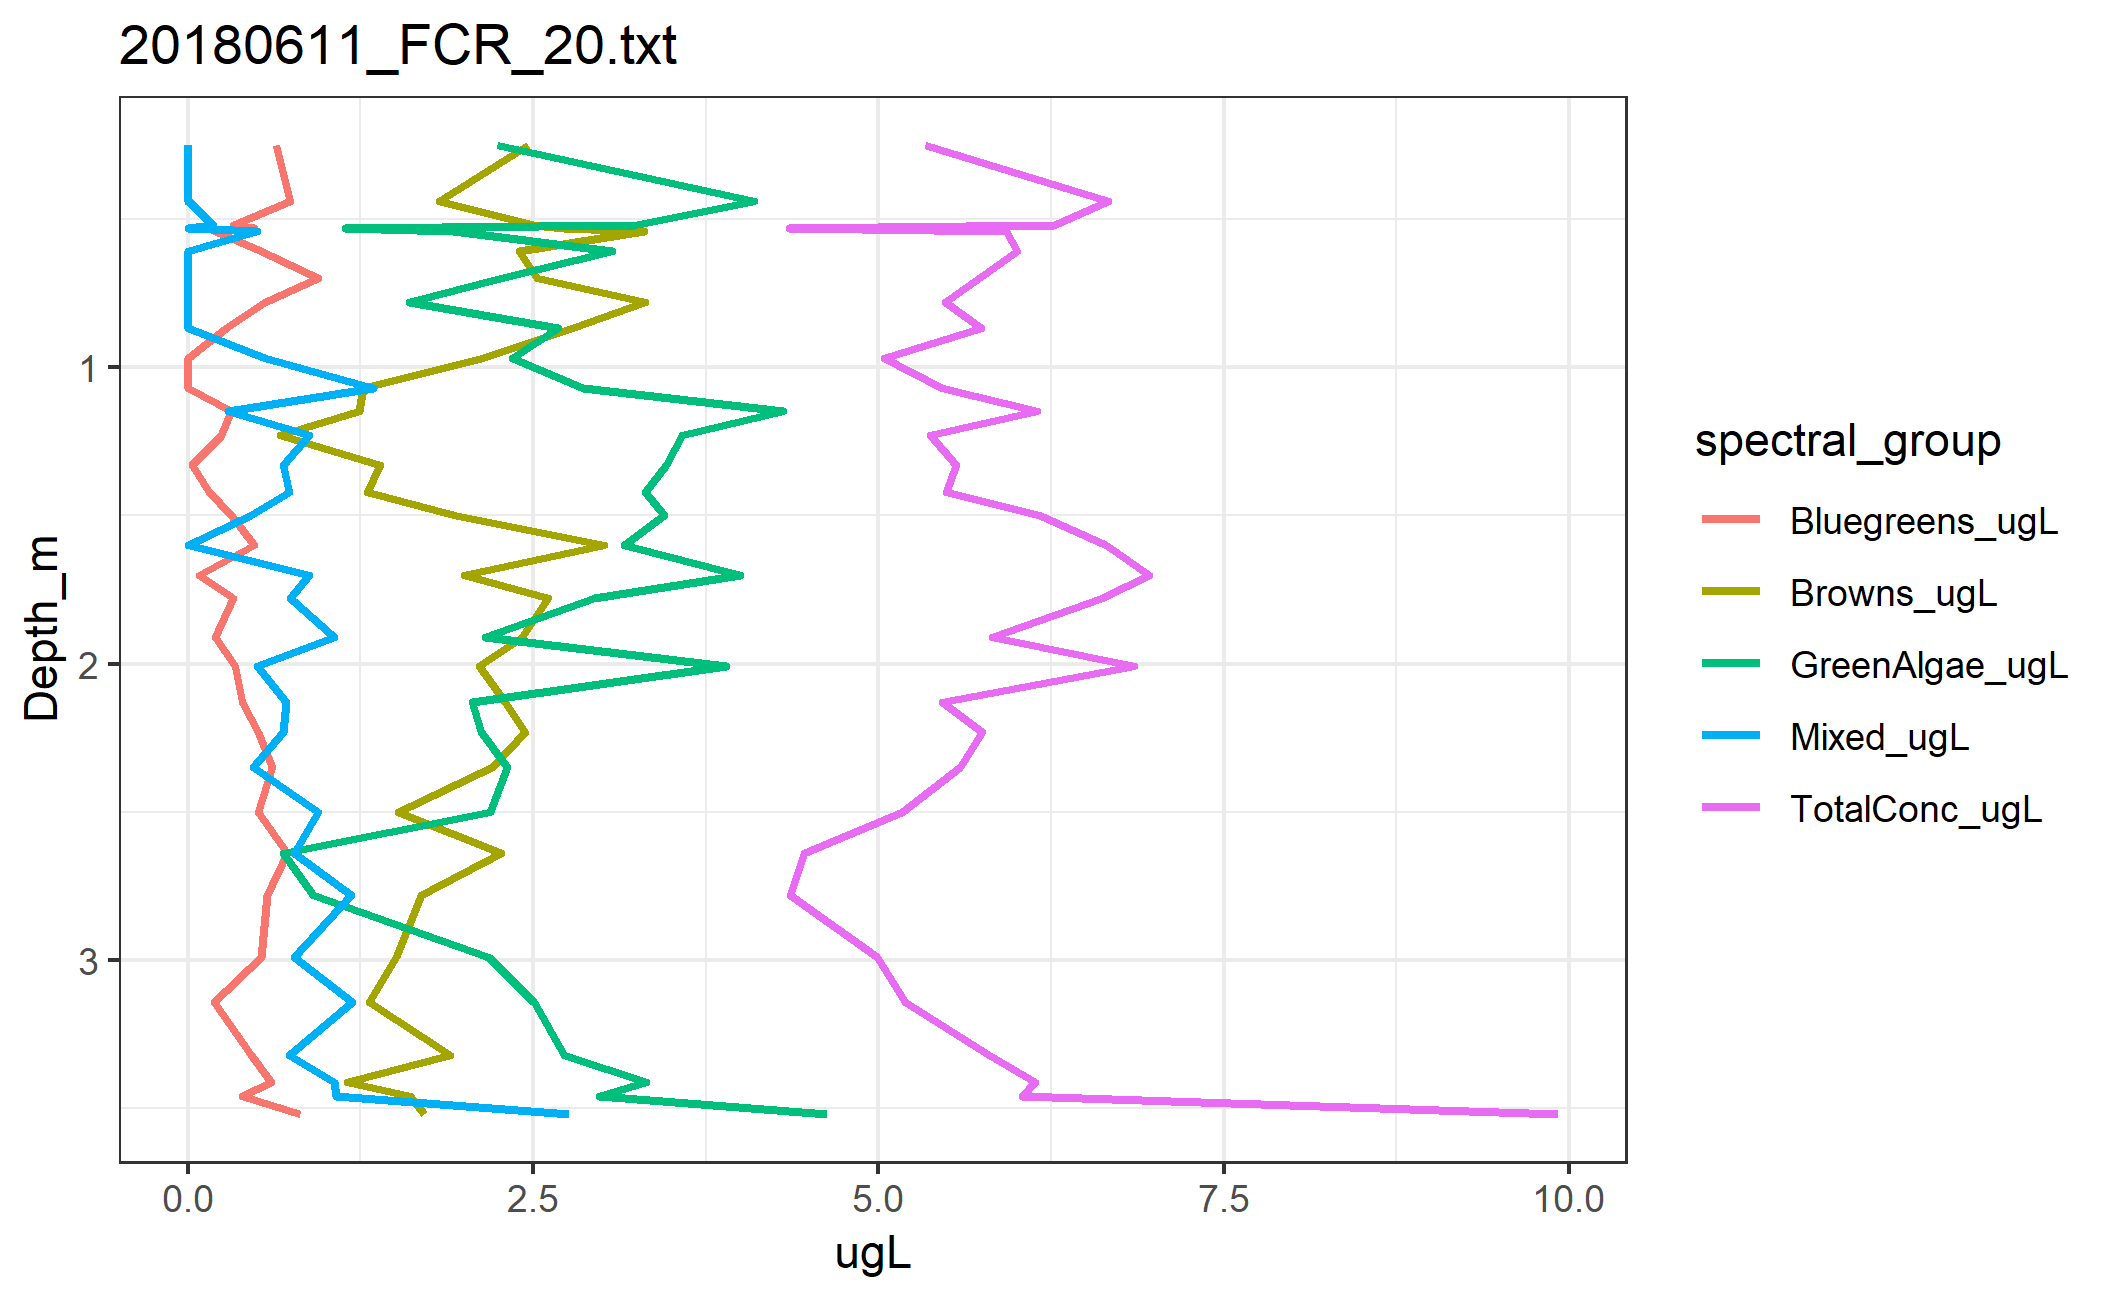 20180611_FCR_20.txt
Depth_m
1
2
3
0.0 2.5 5.0 7.5 10.0
ugL
spectral_group
Bluegreens_ugL
Browns_ugL
GreenAlgae_ugL
Mixed_ugL
TotalConc_ugL